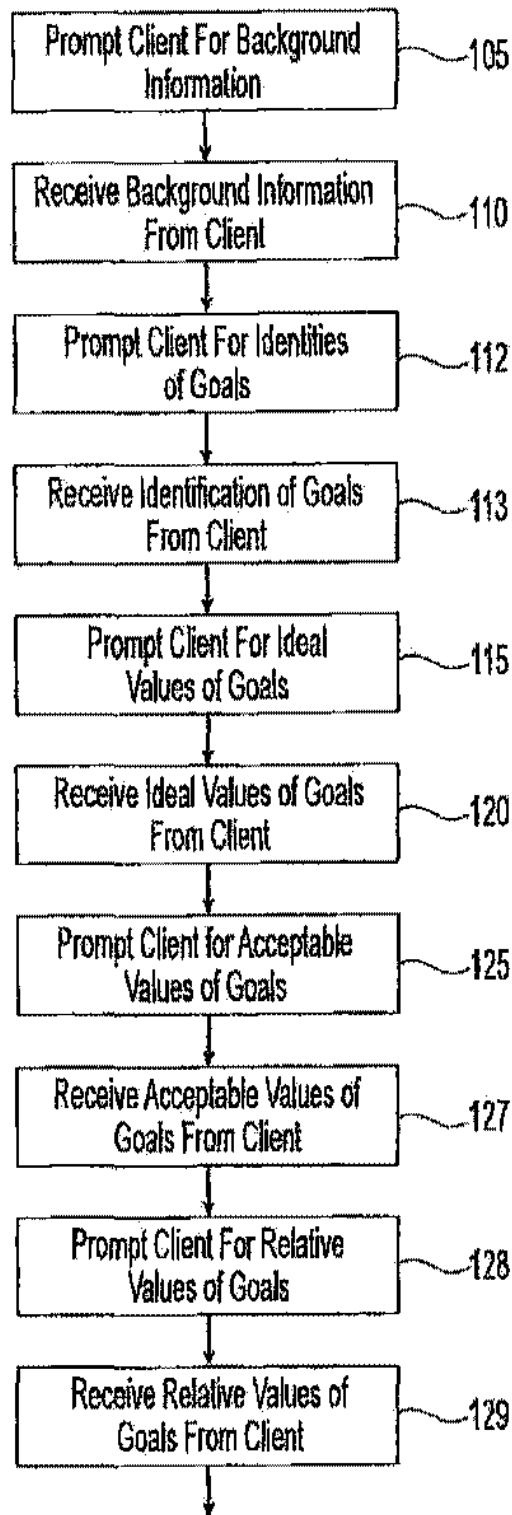 Prompt Client For Background
Information
105
Receive Background Information
From Client
110
Prompt Client For Identities
of Goals
112
Receive Identification of Goals
From Client
113
Prompt Client For Ideal
Values of Goals
115
Receive Ideal Values of Goals
From Client
120
Prompt Client for Acceptable
Values of Goals
125
Receive Acceptable Values of
Goals From Client
127
Prompt Client For Relative
Values of Goals
128
Receive Relative Values of
Goals From Client
129